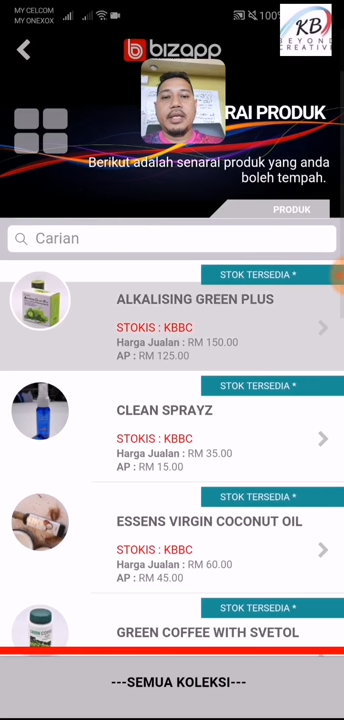 MY CELCOM
MY ONEXOX
100%
KB
BEYOND
CREATIVE
bizapp
RAI PRODUK
Berikut adalah senarai produk yang anda
boleh tempah.
PRODUK
Carian
STOK TERSEDIA *
ALKALISING GREEN PLUS
STOKIS : KBBC
Harga Jualan : RM 150.00
AP : RM 125.00
STOK TERSEDIA *
CLEAN SPRAYZ
STOKIS : KBBC
Harga Jualan : RM 35.00
AP : RM 15.00
STOK TERSEDIA *
ESSENS VIRGIN COCONUT OIL
STOKIS : KBBC
Harga Jualan : RM 60.00
AP : RM 45.00
STOK TERSEDIA *
GREEN COFFEE WITH SVETOL
---SEMUA KOLEKSI---